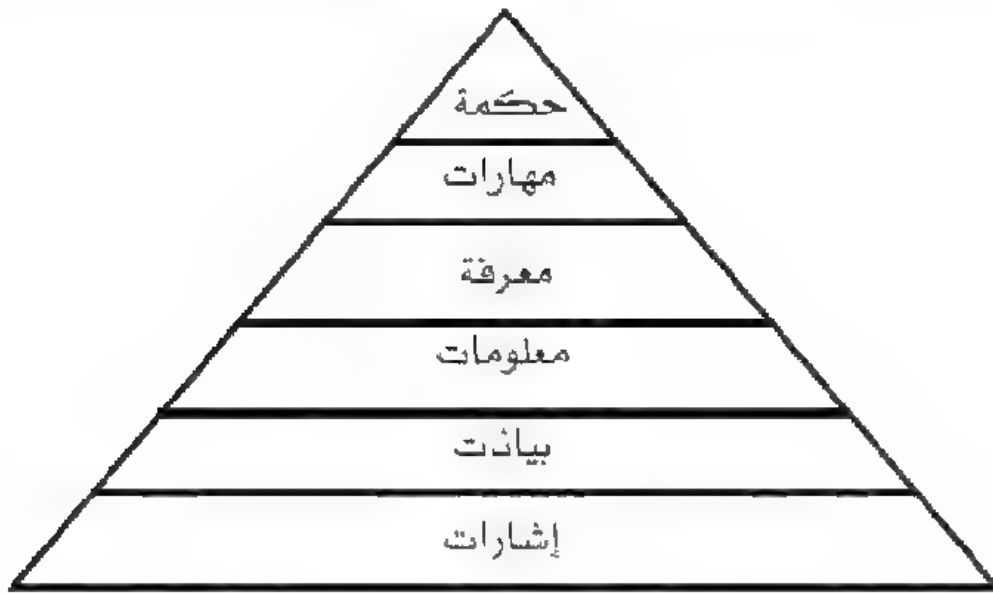 حكمة
مهارات
معرفة
معلومات
بيانت
إشارات